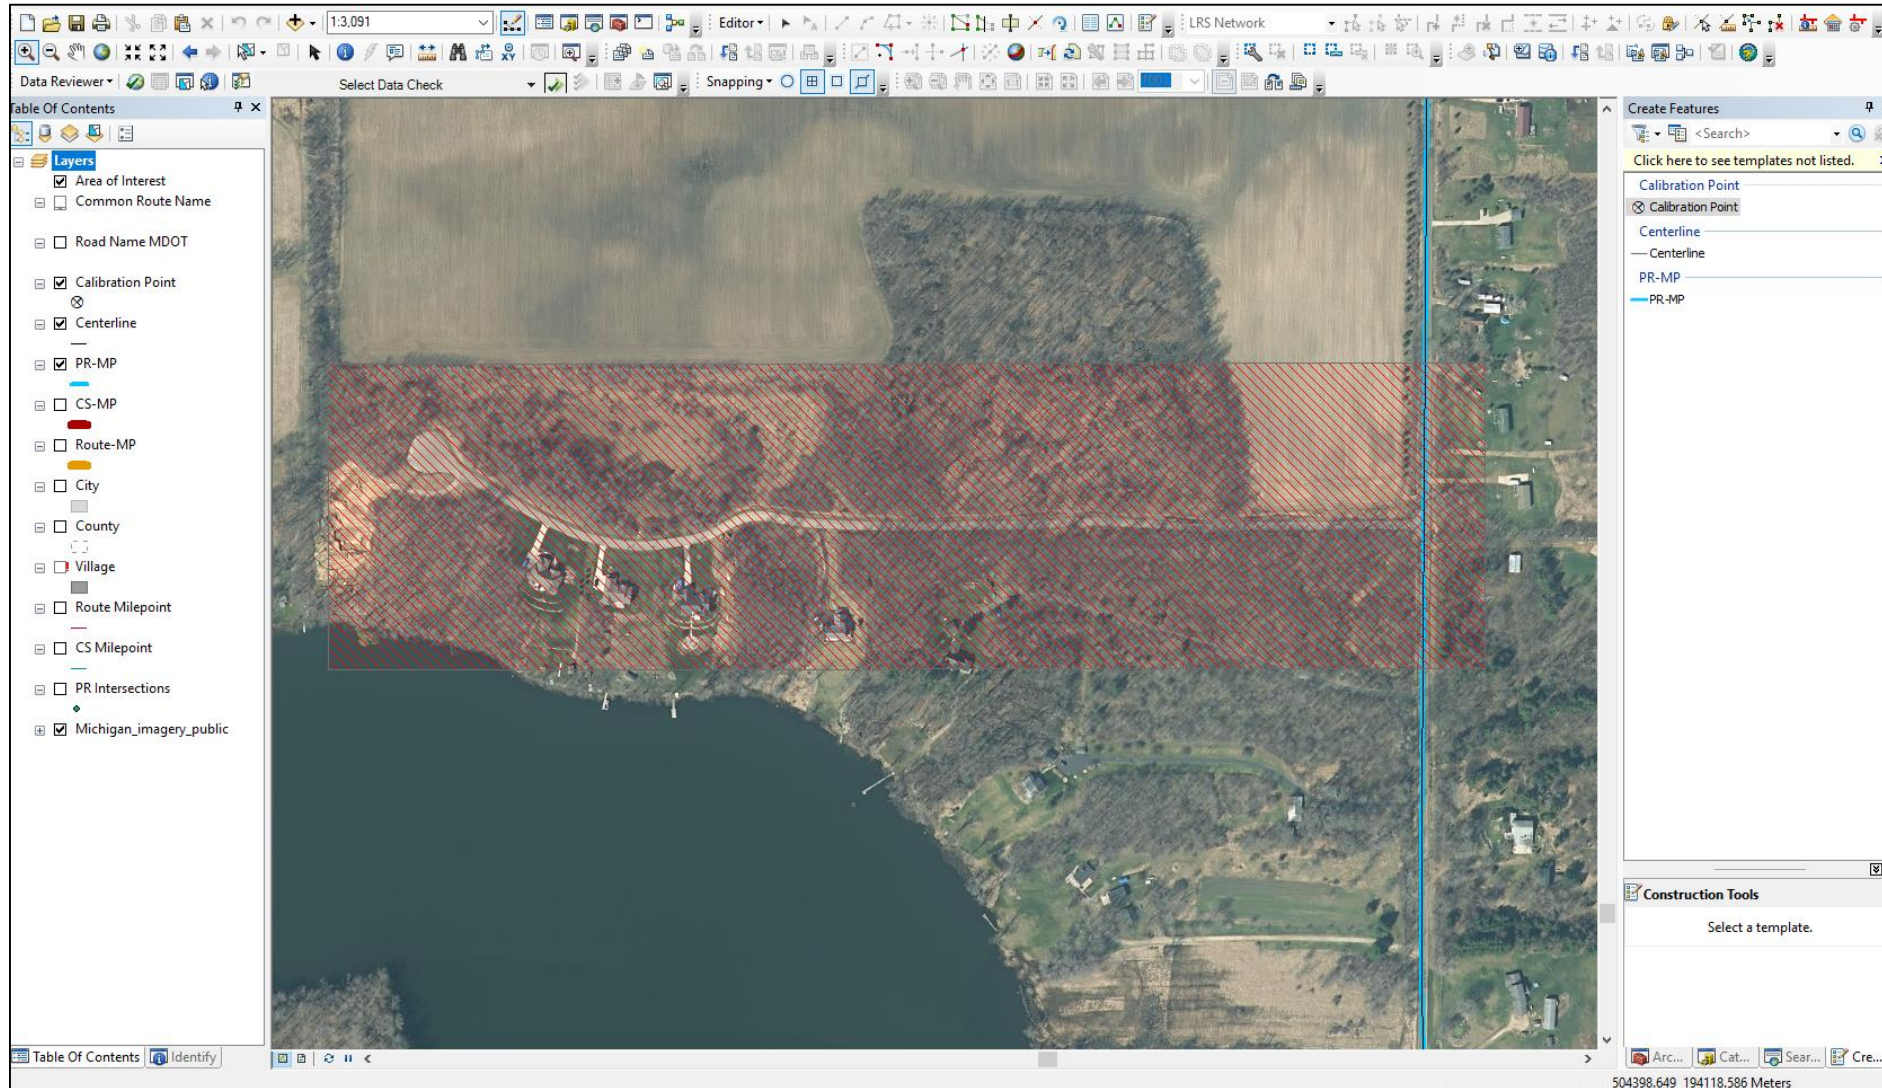 1:3,091
Editor
LRS Network
Data Reviewer
Select Data Check
Snapping
100%
Table Of Contents
Layers
Area of Interest
Common Route Name
Road Name MDOT
Calibration Point
Centerline
PR-MP
CS-MP
Route-MP
City
County
Village
Route Milepoint
CS Milepoint
PR Intersections
Michigan_imagery_public
Table Of Contents
Identify
Create Features
<Search>
Click here to see templates not listed.
Calibration Point
Calibration Point
Centerline
Centerline
PR-MP
PR-MP
Construction Tools
Select a template.
Arc...
Cat...
Sear...
Cre...
504398.649 194118.586 Meters